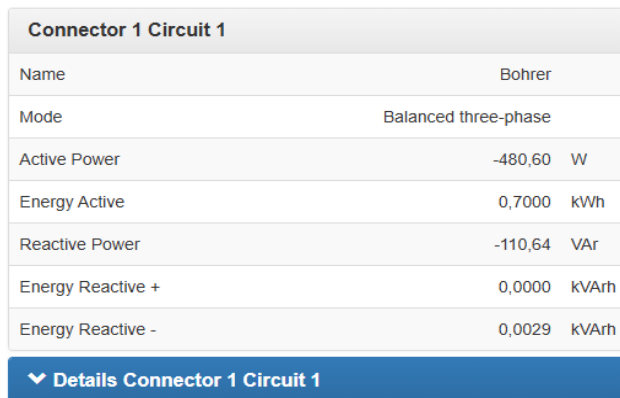 Connector 1 Circuit 1
Name Bohrer
Mode Balanced three-phase
Active Power -480,60 W
Energy Active 0,7000 kWh
Reactive Power -110,64 VAr
Energy Reactive + 0,0000 kVArh
Energy Reactive - 0,0029 kVArh
Details Connector 1 Circuit 1